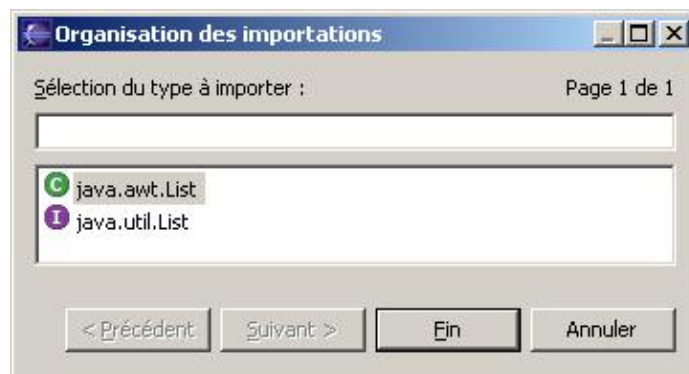 Organisation des importations
Sélection du type à importer : Page 1 de 1
C java.awt.List
I java.util.List
< Précédent Suivant > Fin Annuler